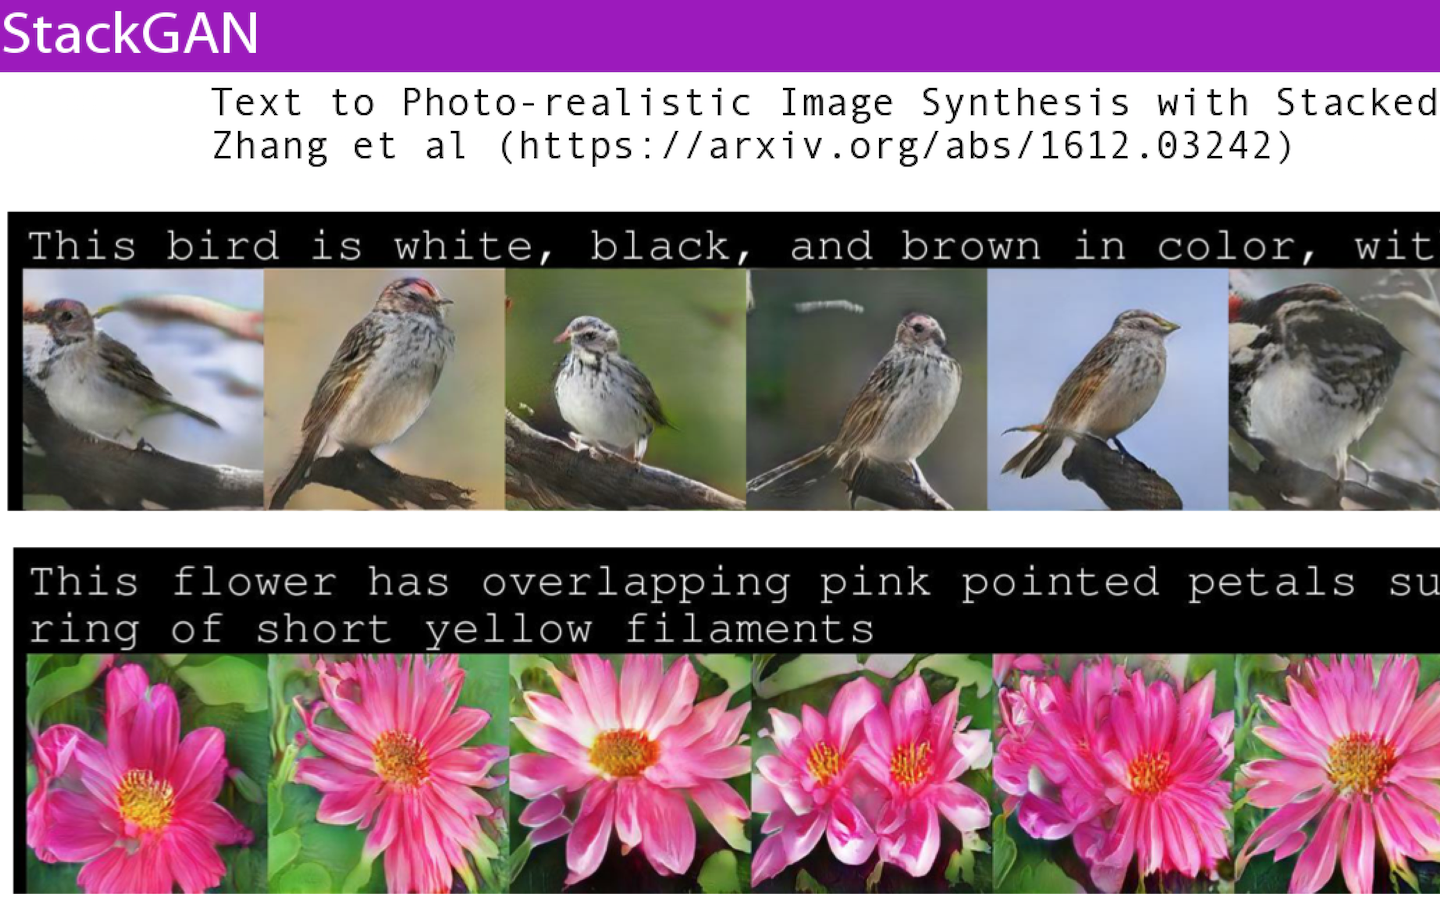 StackGAN
Text to Photo-realistic Image Synthesis with Stacked
Zhang et al (https://arxiv.org/abs/1612.03242)
This bird is white, black, and brown in color,
This flower has overlapping pink pointed petals
ring of short yellow filaments